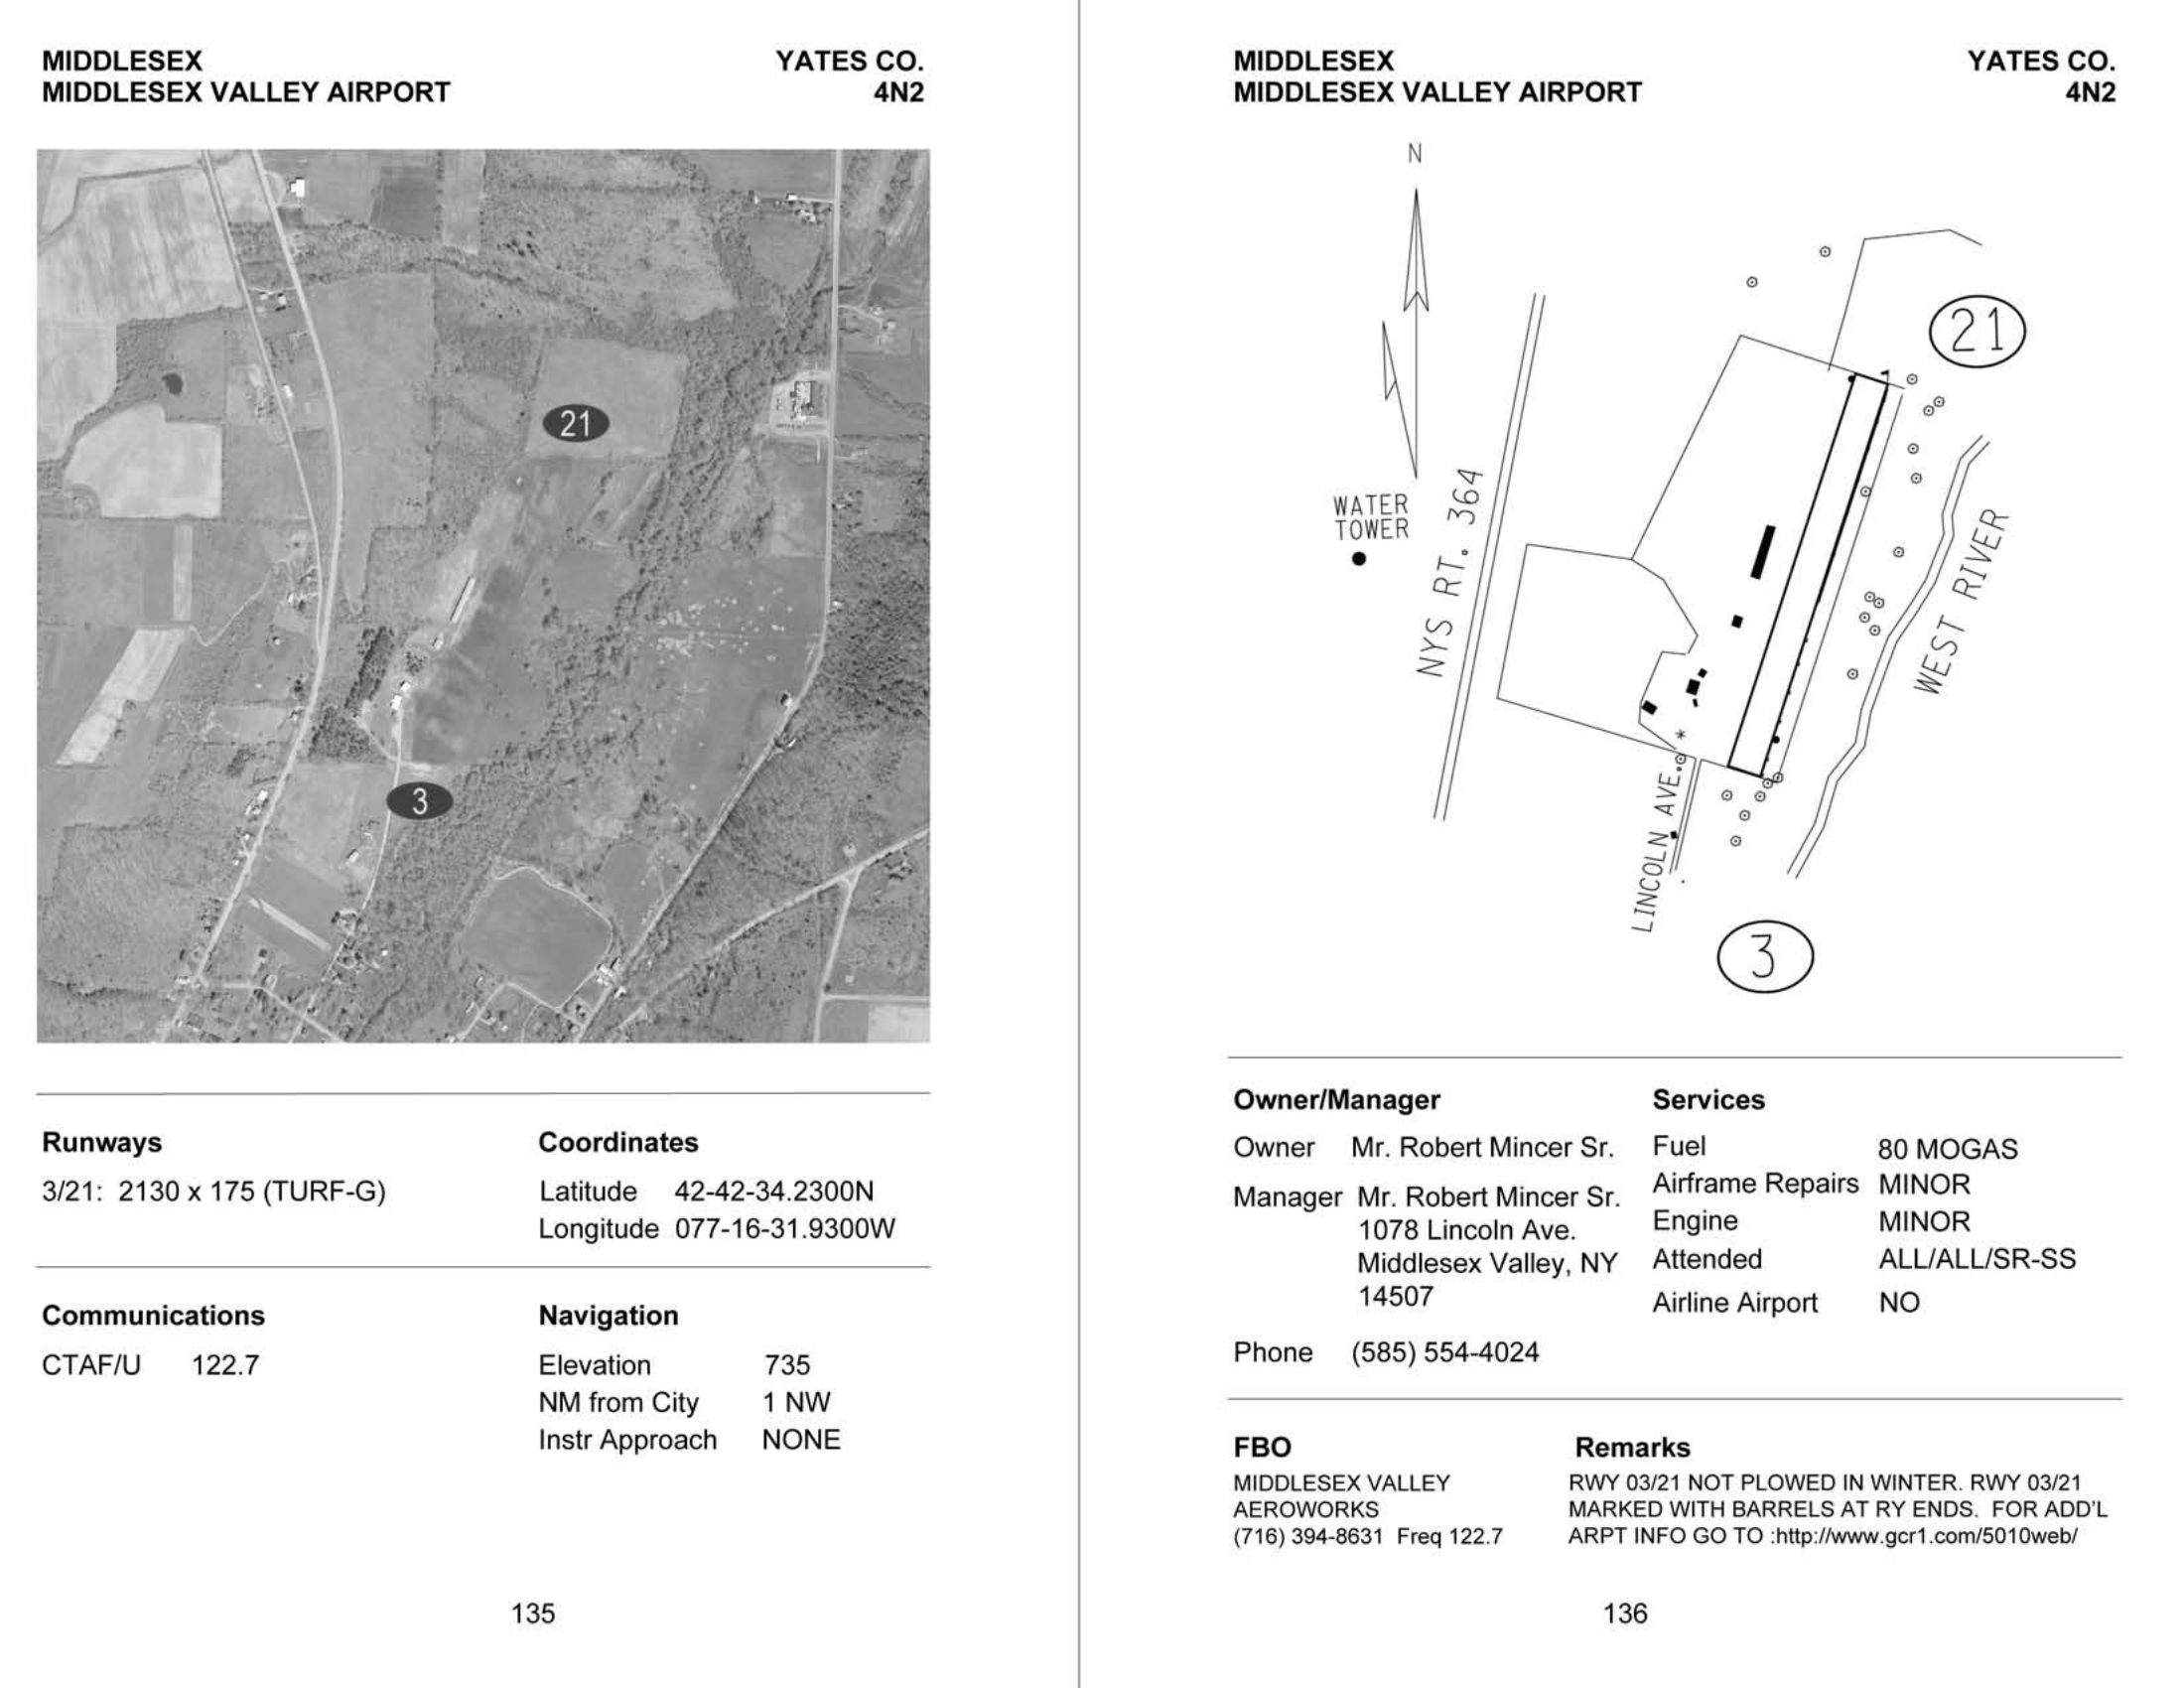 MIDDLESEX
YATES CO.
MIDDLESEX VALLEY AIRPORT
4N2
21
3
Runways
3/21: 2130 x 175 (TURF-G)
Coordinates
Latitude 42-42-34.2300N
Longitude 077-16-31.9300W
Communications
CTAF/U 122.7
Navigation
Elevation 735
NM from City 1 NW
Instr Approach NONE
135
MIDDLESEX
YATES CO.
MIDDLESEX VALLEY AIRPORT
4N2
N
21
WATER
TOWER
NYS RT. 364
WEST RIVER
LINCOLN AVE.
3
Owner/Manager
Owner Mr. Robert Mincer Sr.
Manager Mr. Robert Mincer Sr.
1078 Lincoln Ave.
Middlesex Valley, NY
14507
Phone (585) 554-4024
Services
Fuel 80 MOGAS
Airframe Repairs MINOR
Engine MINOR
Attended ALL/ALL/SR-SS
Airline Airport NO
FBO
MIDDLESEX VALLEY
AEROWORKS
(716) 394-8631 Freq 122.7
Remarks
RWY 03/21 NOT PLOWED IN WINTER. RWY 03/21
MARKED WITH BARRELS AT RY ENDS. FOR ADD'L
ARPT INFO GO TO :http://www.gcr1.com/5010web/
136